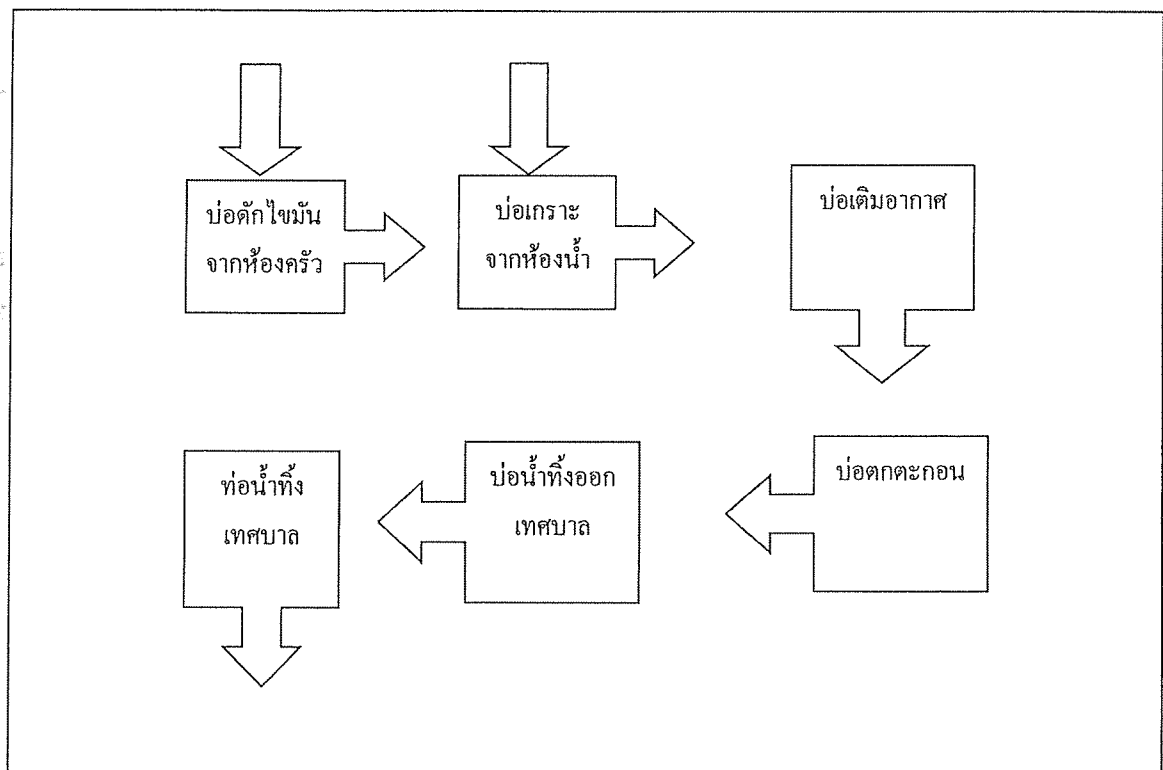 บ่อดักไขมัน
จากห้องครัว
บ่อเกราะ
จากห้องน้ำ
บ่อเติมอากาศ
บ่อตกตะกอน
บ่อน้ำทิ้งออก
เทศบาล
ท่อน้ำทิ้ง
เทศบาล